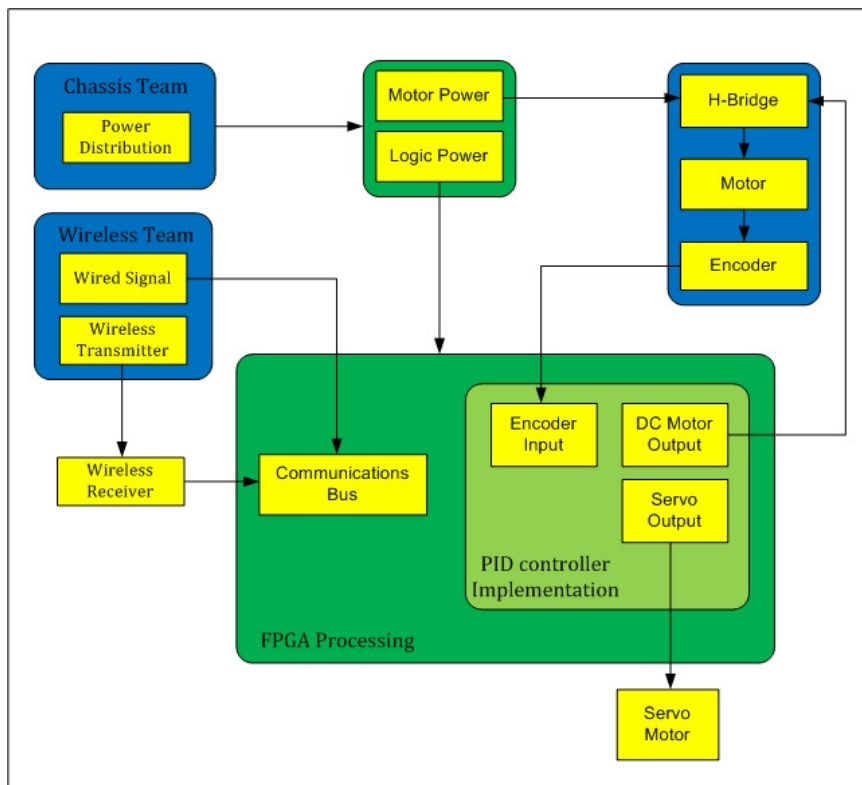 Chassis Team
Power
Distribution
Motor Power
Logic Power
H-Bridge
Motor
Encoder
Wireless Team
Wired Signal
Wireless
Transmitter
Wireless
Receiver
Communications
Bus
Encoder
Input
DC Motor
Output
Servo
Output
PID controller
Implementation
FPGA Processing
Servo
Motor